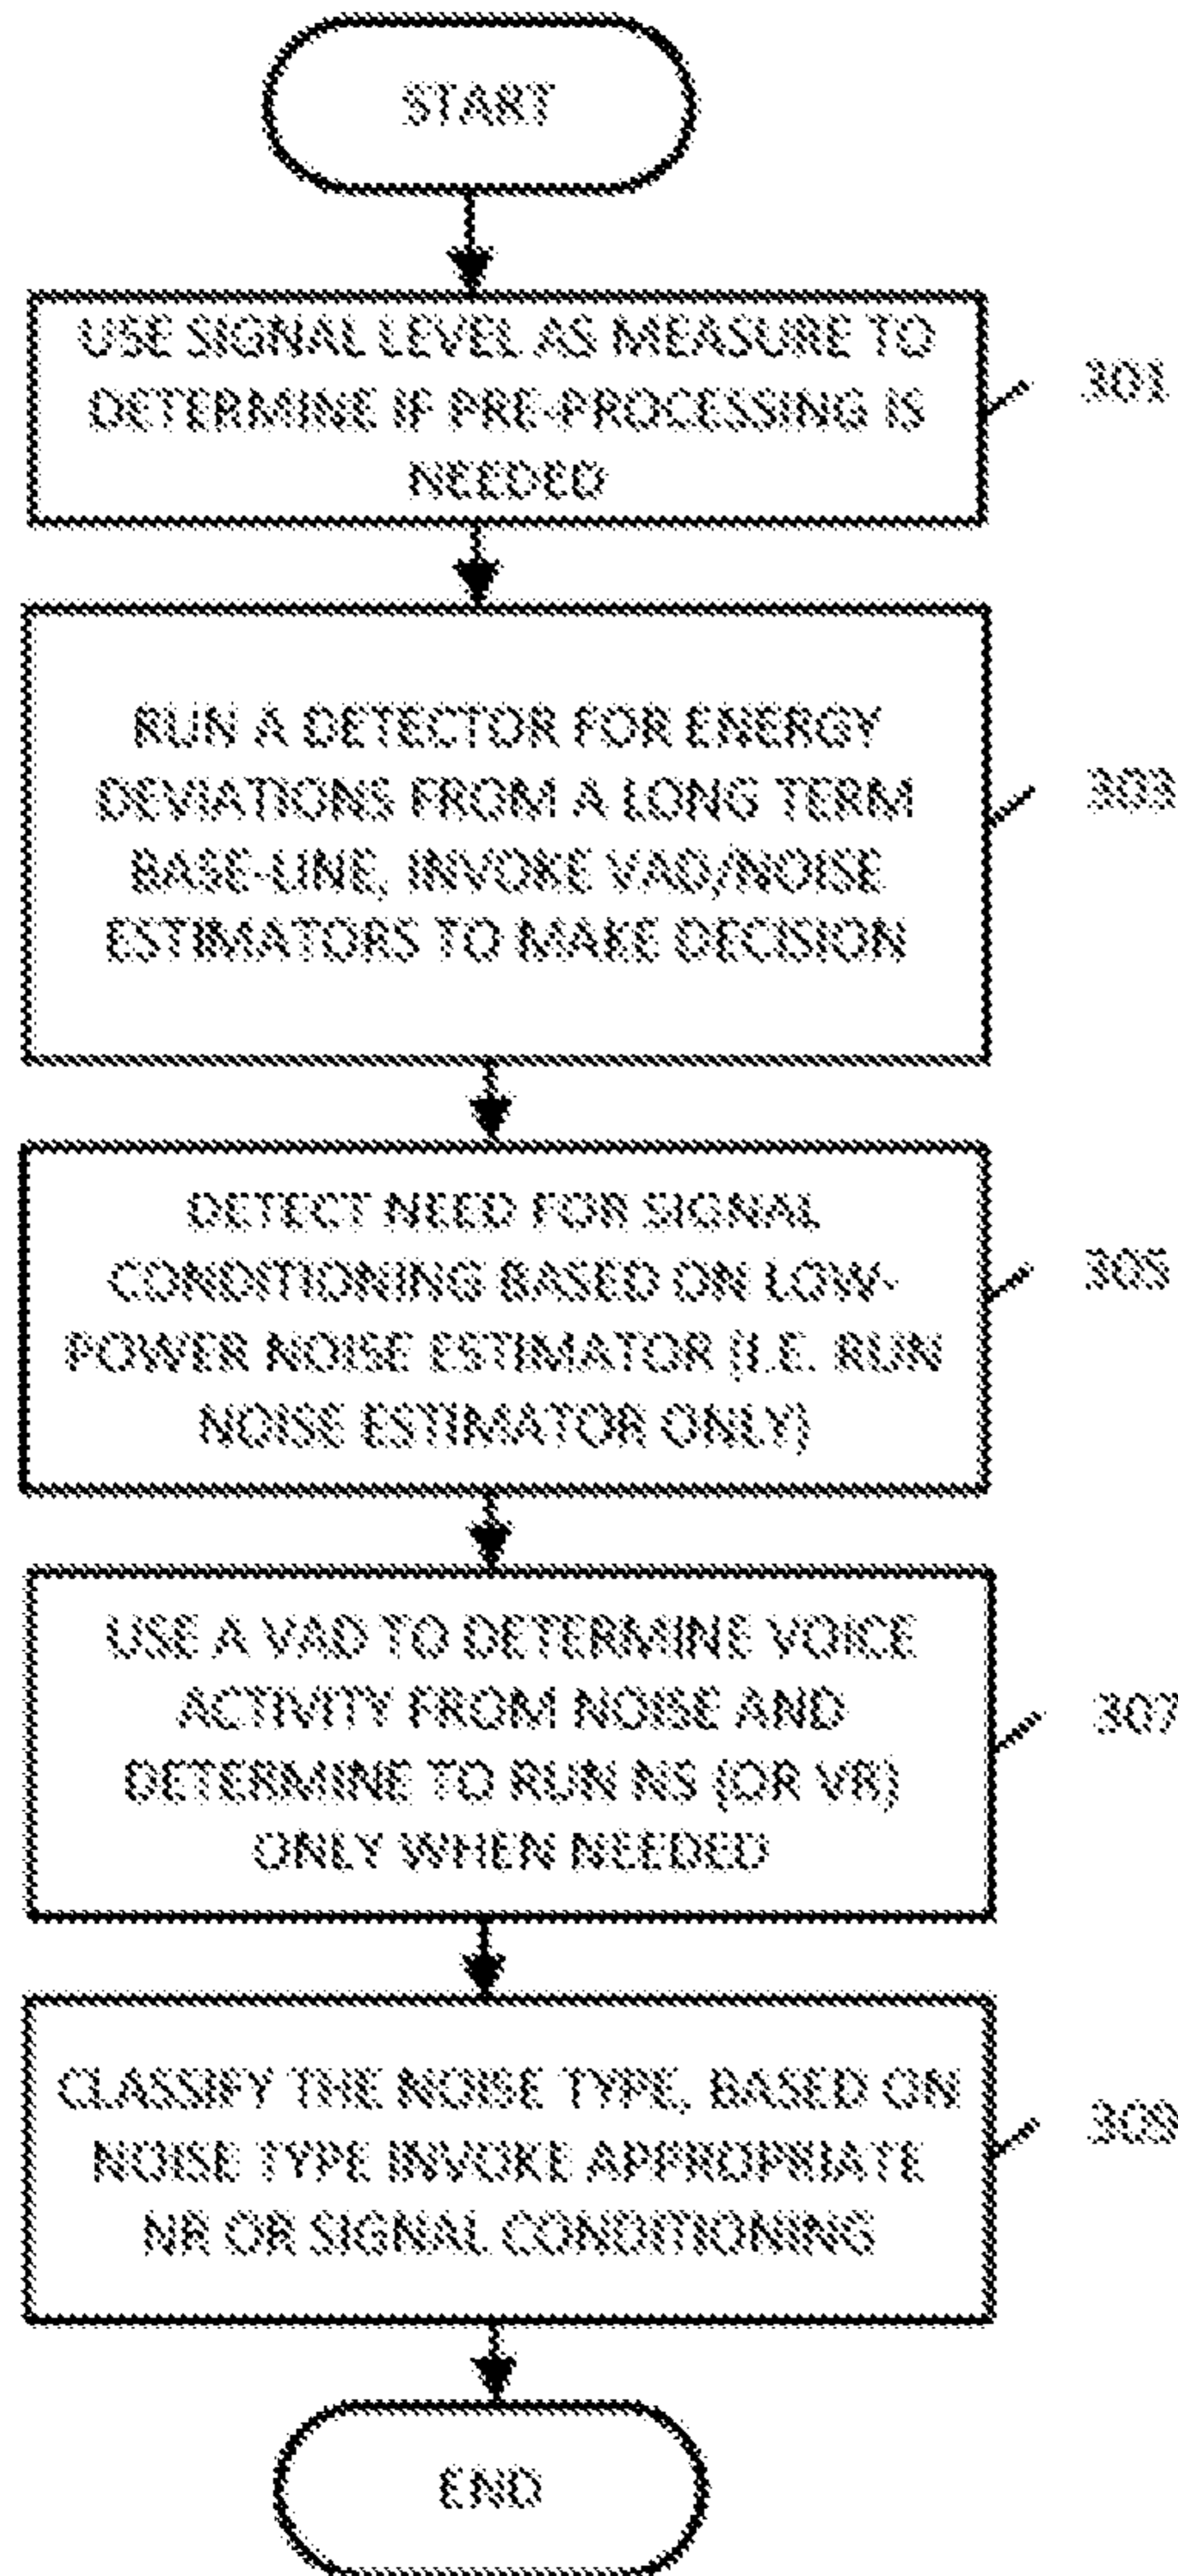 START
USE SIGNAL LEVEL AS MEASURE TO
DETERMINE IF PRE-PROCESSING IS
NEEDED
301
RUN A DETECTOR FOR ENERGY
DEVIATIONS FROM A LONG TERM
BASE-LINE, INVOKE VAD/NOISE
ESTIMATORS TO MAKE DECISION
303
DETECT NEED FOR SIGNAL
CONDITIONING BASED ON LOW-
POWER NOISE ESTIMATOR (I.E. RUN
NOISE ESTIMATOR ONLY)
305
USE A VAD TO DETERMINE VOICE
ACTIVITY FROM NOISE AND
DETERMINE TO RUN NS (OR VR)
ONLY WHEN NEEDED
307
CLASSIFY THE NOISE TYPE, BASED ON
NOISE TYPE INVOKE APPROPRIATE
NR OR SIGNAL CONDITIONING
309
END